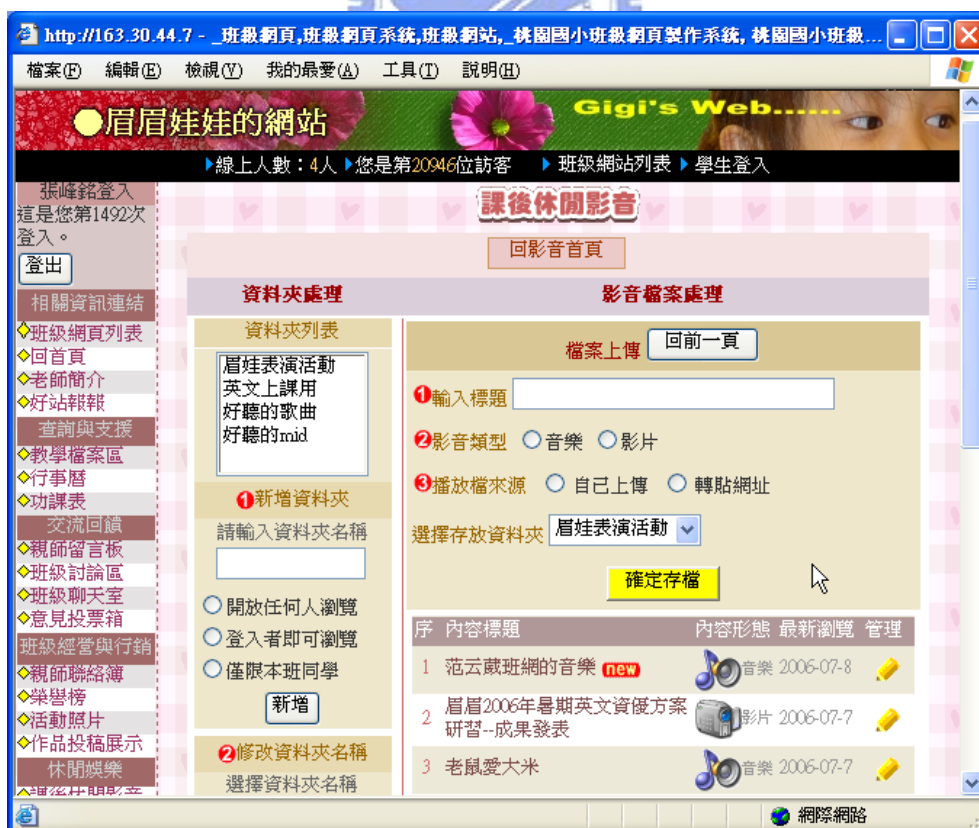 http://163.30.44.7 - _班級網頁,班級網頁系統,班級網站,_桃園國小班級網頁製作系統, 桃園國小班級...
檔案(F) 編輯(E) 檢視(V) 我的最愛(A) 工具(T) 說明(H)
眉眉娃娃的網站
Gigi's Web......
線上人數：4人 您是第20946位訪客 班級網站列表 學生登入
張峰銘登入
這是您第1492次
登入。
登出
相關資訊連結
班級網頁列表
回首頁
老師簡介
好站報報
查詢與支援
教學檔案區
行事曆
功課表
交流回饋
親師留言板
班級討論區
班級聊天室
意見投票箱
班級經營與行銷
親師聯絡簿
榮譽榜
活動照片
作品投稿展示
休閒娛樂
課後休閒影音
課後休閒影音
回影音首頁
資料夾處理
資料夾列表
眉娃表演活動
英文上課用
好聽的歌曲
好聽的mid
1新增資料夾
請輸入資料夾名稱
開放任何人瀏覽
登入者即可瀏覽
僅限本班同學
新增
2修改資料夾名稱
選擇資料夾名稱
影音檔案處理
檔案上傳 回前一頁
1輸入標題
2影音類型 音樂 影片
3播放檔來源 自己上傳 轉貼網址
選擇存放資料夾 眉娃表演活動
確定存檔
序 內容標題 內容形態 最新瀏覽 管理
1 范云葳班網的音樂 new 音樂 2006-07-8
2 眉眉2006年暑期英文資優方案研習--成果發表 影片 2006-07-7
3 老鼠愛大米 音樂 2006-07-7
網際網路